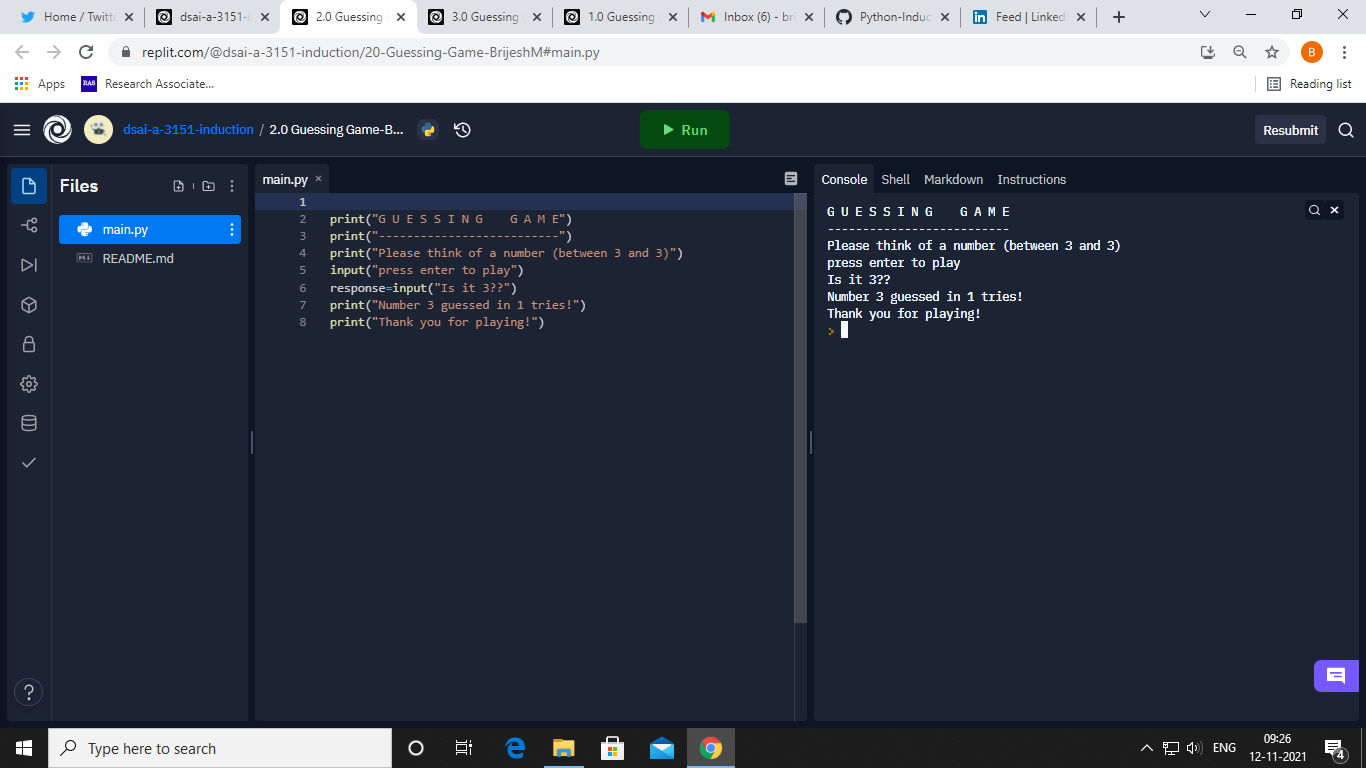 Home / Twitt
dsai-a-3151-i
2.0 Guessing
3.0 Guessing
1.0 Guessing
Inbox (6) - br
Python-Induc
Feed | LinkedI
replit.com/@dsai-a-3151-induction/20-Guessing-Game-BrijeshM#main.py
B
Apps
RAS
Research Associate...
Reading list
dsai-a-3151-induction / 2.0 Guessing Game-B...
Run
Resubmit
Files
main.py
README.md
main.py
1
2 print("G U E S S I N G    G A M E")
3 print("--------------------------")
4 print("Please think of a number (between 3 and 3)")
5 input("press enter to play")
6 response=input("Is it 3??")
7 print("Number 3 guessed in 1 tries!")
8 print("Thank you for playing!")
Console Shell Markdown Instructions
G U E S S I N G    G A M E
--------------------------
Please think of a number (between 3 and 3)
press enter to play
Is it 3??
Number 3 guessed in 1 tries!
Thank you for playing!
>
?
Type here to search
ENG
09:26
12-11-2021
4